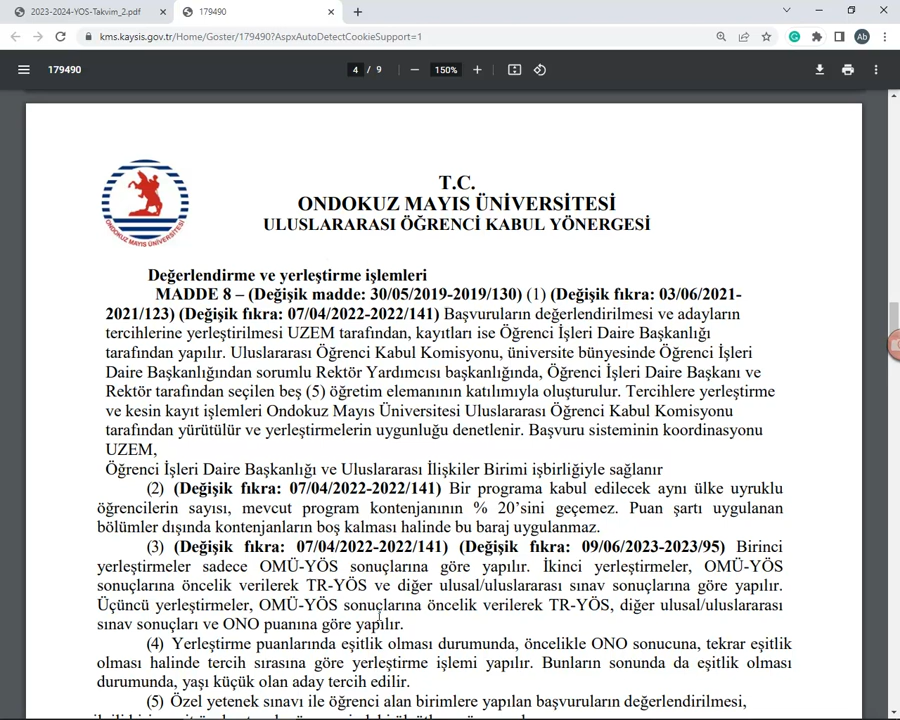 2023-2024-YOS-Takvim_2.pdf
179490
kms.kaysis.gov.tr/Home/Goster/179490?AspxAutoDetectCookieSupport=1
Ab
179490
4 / 9
150%
T.C.
ONDOKUZ MAYIS ÜNİVERSİTESİ
ULUSLARARASI ÖĞRENCİ KABUL YÖNERGESİ
ONDOKUZ MAYIS ÜNİVERSİTESİ
Değerlendirme ve yerleştirme işlemleri
MADDE 8 – (Değişik madde: 30/05/2019-2019/130) (1) (Değişik fıkra: 03/06/2021-
2021/123) (Değişik fıkra: 07/04/2022-2022/141) Başvuruların değerlendirilmesi ve adayların
tercihlerine yerleştirilmesi UZEM tarafından, kayıtları ise Öğrenci İşleri Daire Başkanlığı
tarafından yapılır. Uluslararası Öğrenci Kabul Komisyonu, üniversite bünyesinde Öğrenci İşleri
Daire Başkanlığından sorumlu Rektör Yardımcısı başkanlığında, Öğrenci İşleri Daire Başkanı ve
Rektör tarafından seçilen beş (5) öğretim elemanının katılımıyla oluşturulur. Tercihlere yerleştirme
ve kesin kayıt işlemleri Ondokuz Mayıs Üniversitesi Uluslararası Öğrenci Kabul Komisyonu
tarafından yürütülür ve yerleştirmelerin uygunluğu denetlenir. Başvuru sisteminin koordinasyonu
UZEM,
Öğrenci İşleri Daire Başkanlığı ve Uluslararası İlişkiler Birimi işbirliğiyle sağlanır
(2) (Değişik fıkra: 07/04/2022-2022/141) Bir programa kabul edilecek aynı ülke uyruklu
öğrencilerin sayısı, mevcut program kontenjanının % 20’sini geçemez. Puan şartı uygulanan
bölümler dışında kontenjanların boş kalması halinde bu baraj uygulanmaz.
(3) (Değişik fıkra: 07/04/2022-2022/141) (Değişik fıkra: 09/06/2023-2023/95) Birinci
yerleştirmeler sadece OMÜ-YÖS sonuçlarına göre yapılır. İkinci yerleştirmeler, OMÜ-YÖS
sonuçlarına öncelik verilerek TR-YÖS ve diğer ulusal/uluslararası sınav sonuçlarına göre yapılır.
Üçüncü yerleştirmeler, OMÜ-YÖS sonuçlarına öncelik verilerek TR-YÖS, diğer ulusal/uluslararası
sınav sonuçları ve ONO puanına göre yapılır.
(4) Yerleştirme puanlarında eşitlik olması durumunda, öncelikle ONO sonucuna, tekrar eşitlik
olması halinde tercih sırasına göre yerleştirme işlemi yapılır. Bunların sonunda da eşitlik olması
durumunda, yaşı küçük olan aday tercih edilir.
(5) Özel yetenek sınavı ile öğrenci alan birimlere yapılan başvuruların değerlendirilmesi,